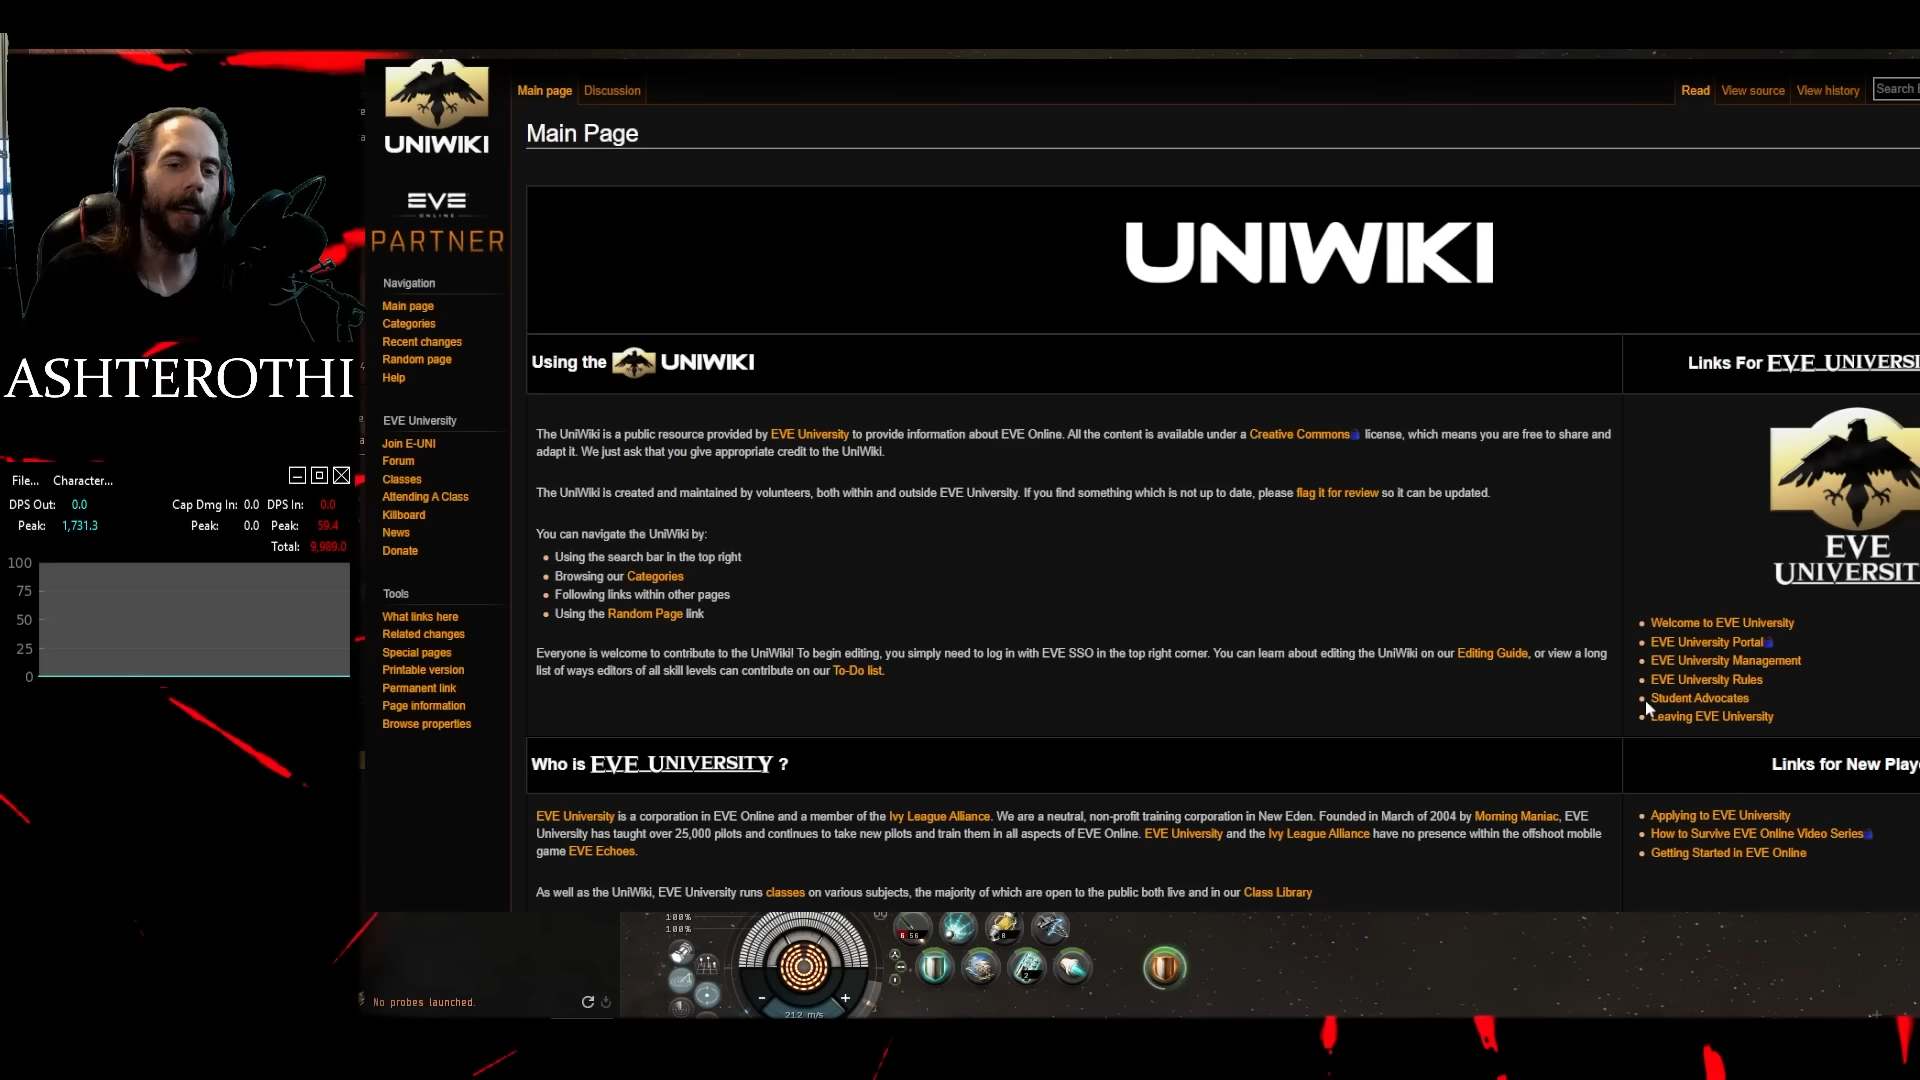 UNIWIKI
EVE
ONLINE
PARTNER
Navigation
Main page
Categories
Recent changes
Random page
Help
EVE University
Join E-UNI
Forum
Classes
Attending A Class
Killboard
News
Donate
Tools
What links here
Related changes
Special pages
Printable version
Permanent link
Page information
Browse properties
Main page Discussion
Read View source View history Search
Main Page
UNIWIKI
Using the UNIWIKI
The UniWiki is a public resource provided by EVE University to provide information about EVE Online. All the content is available under a Creative Commons license, which means you are free to share and
adapt it. We just ask that you give appropriate credit to the UniWiki.
The UniWiki is created and maintained by volunteers, both within and outside EVE University. If you find something which is not up to date, please flag it for review so it can be updated.
You can navigate the UniWiki by:
Using the search bar in the top right
Browsing our Categories
Following links within other pages
Using the Random Page link
Everyone is welcome to contribute to the UniWiki! To begin editing, you simply need to log in with EVE SSO in the top right corner. You can learn about editing the UniWiki on our Editing Guide, or view a long
list of ways editors of all skill levels can contribute on our To-Do list.
Links For EVE UNIVERSI
EVE
UNIVERSIT
Welcome to EVE University
EVE University Portal
EVE University Management
EVE University Rules
Student Advocates
Leaving EVE University
Who is EVE UNIVERSITY ?
EVE University is a corporation in EVE Online and a member of the Ivy League Alliance. We are a neutral, non-profit training corporation in New Eden. Founded in March of 2004 by Morning Maniac, EVE
University has taught over 25,000 pilots and continues to take new pilots and train them in all aspects of EVE Online. EVE University and the Ivy League Alliance have no presence within the offshoot mobile
game EVE Echoes.
As well as the UniWiki, EVE University runs classes on various subjects, the majority of which are open to the public both live and in our Class Library
Links for New Play
Applying to EVE University
How to Survive EVE Online Video Series
Getting Started in EVE Online
ASHTEROTHI
File... Character...
DPS Out: 0.0 Cap Dmg In: 0.0 DPS In: 0.0
Peak: 1,731.3 Peak: 0.0 Peak: 59.4
Total: 9,989.0
100
75
50
25
0
No probes launched.
100%
100%
- +
21.2 m/s
6 56
8
2